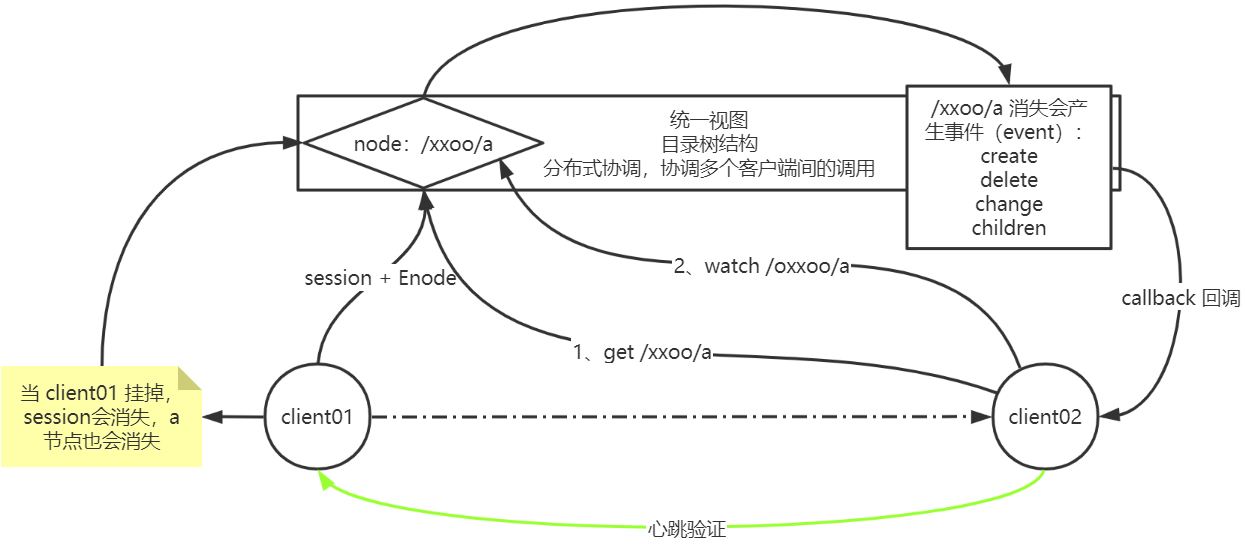 node：/xxoo/a
统一视图
目录树结构
分布式协调，协调多个客户端间的调用
/xxoo/a 消失会产
生事件（event）：
create
delete
change
children
session + Enode
2、watch /oxxoo/a
callback 回调
1、get /xxoo/a
当 client01 挂掉，
session会消失，a
节点也会消失
client01
client02
心跳验证